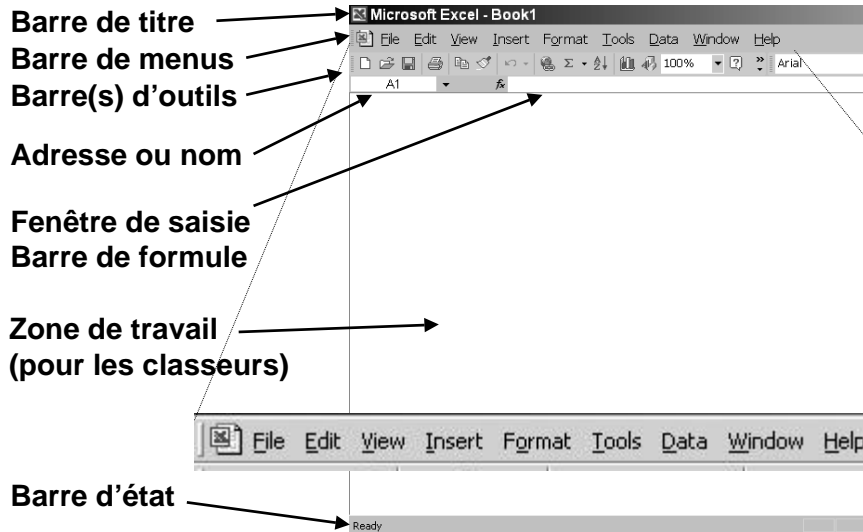 Barre de titre
Microsoft Excel - Book1
Barre de menus
File Edit View Insert Format Tools Data Window Help
Barre(s) d’outils
Σ 100% ? » Arial
A1 fx
Adresse ou nom
Fenêtre de saisie
Barre de formule
Zone de travail
(pour les classeurs)
File Edit View Insert Format Tools Data Window Help
Barre d’état
Ready